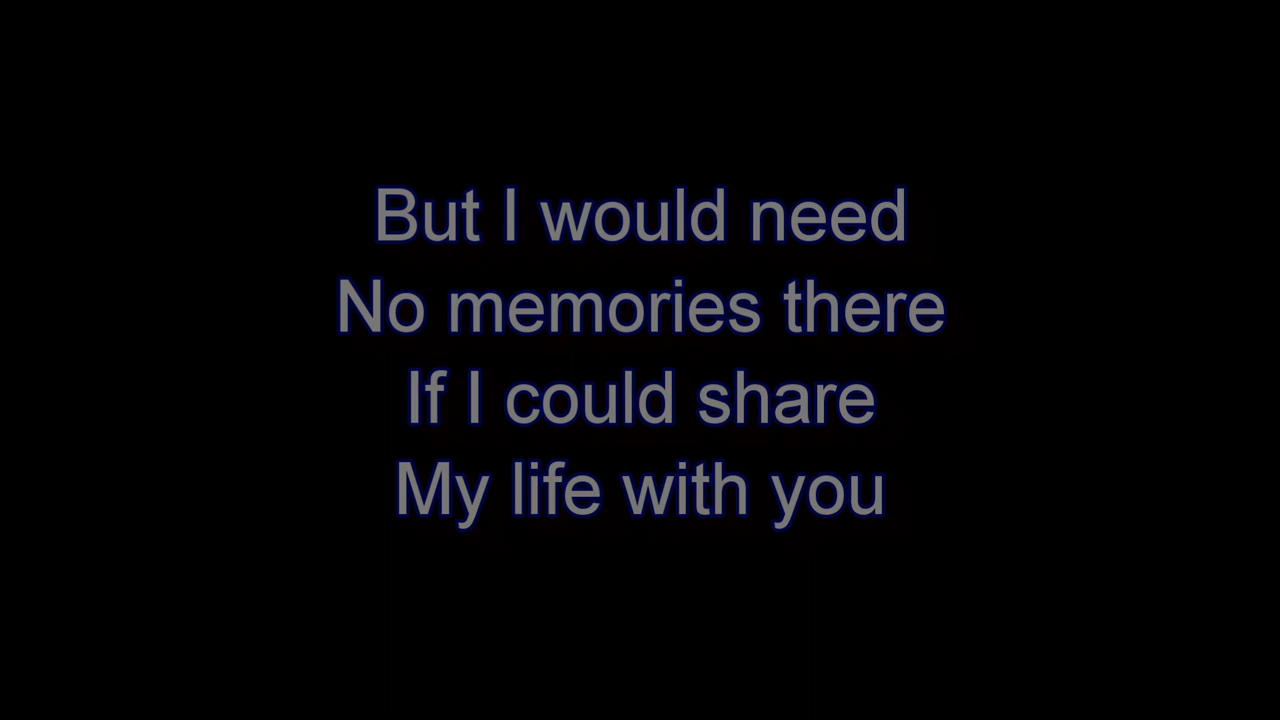 But I would need
No memories there
If I could share
My life with you